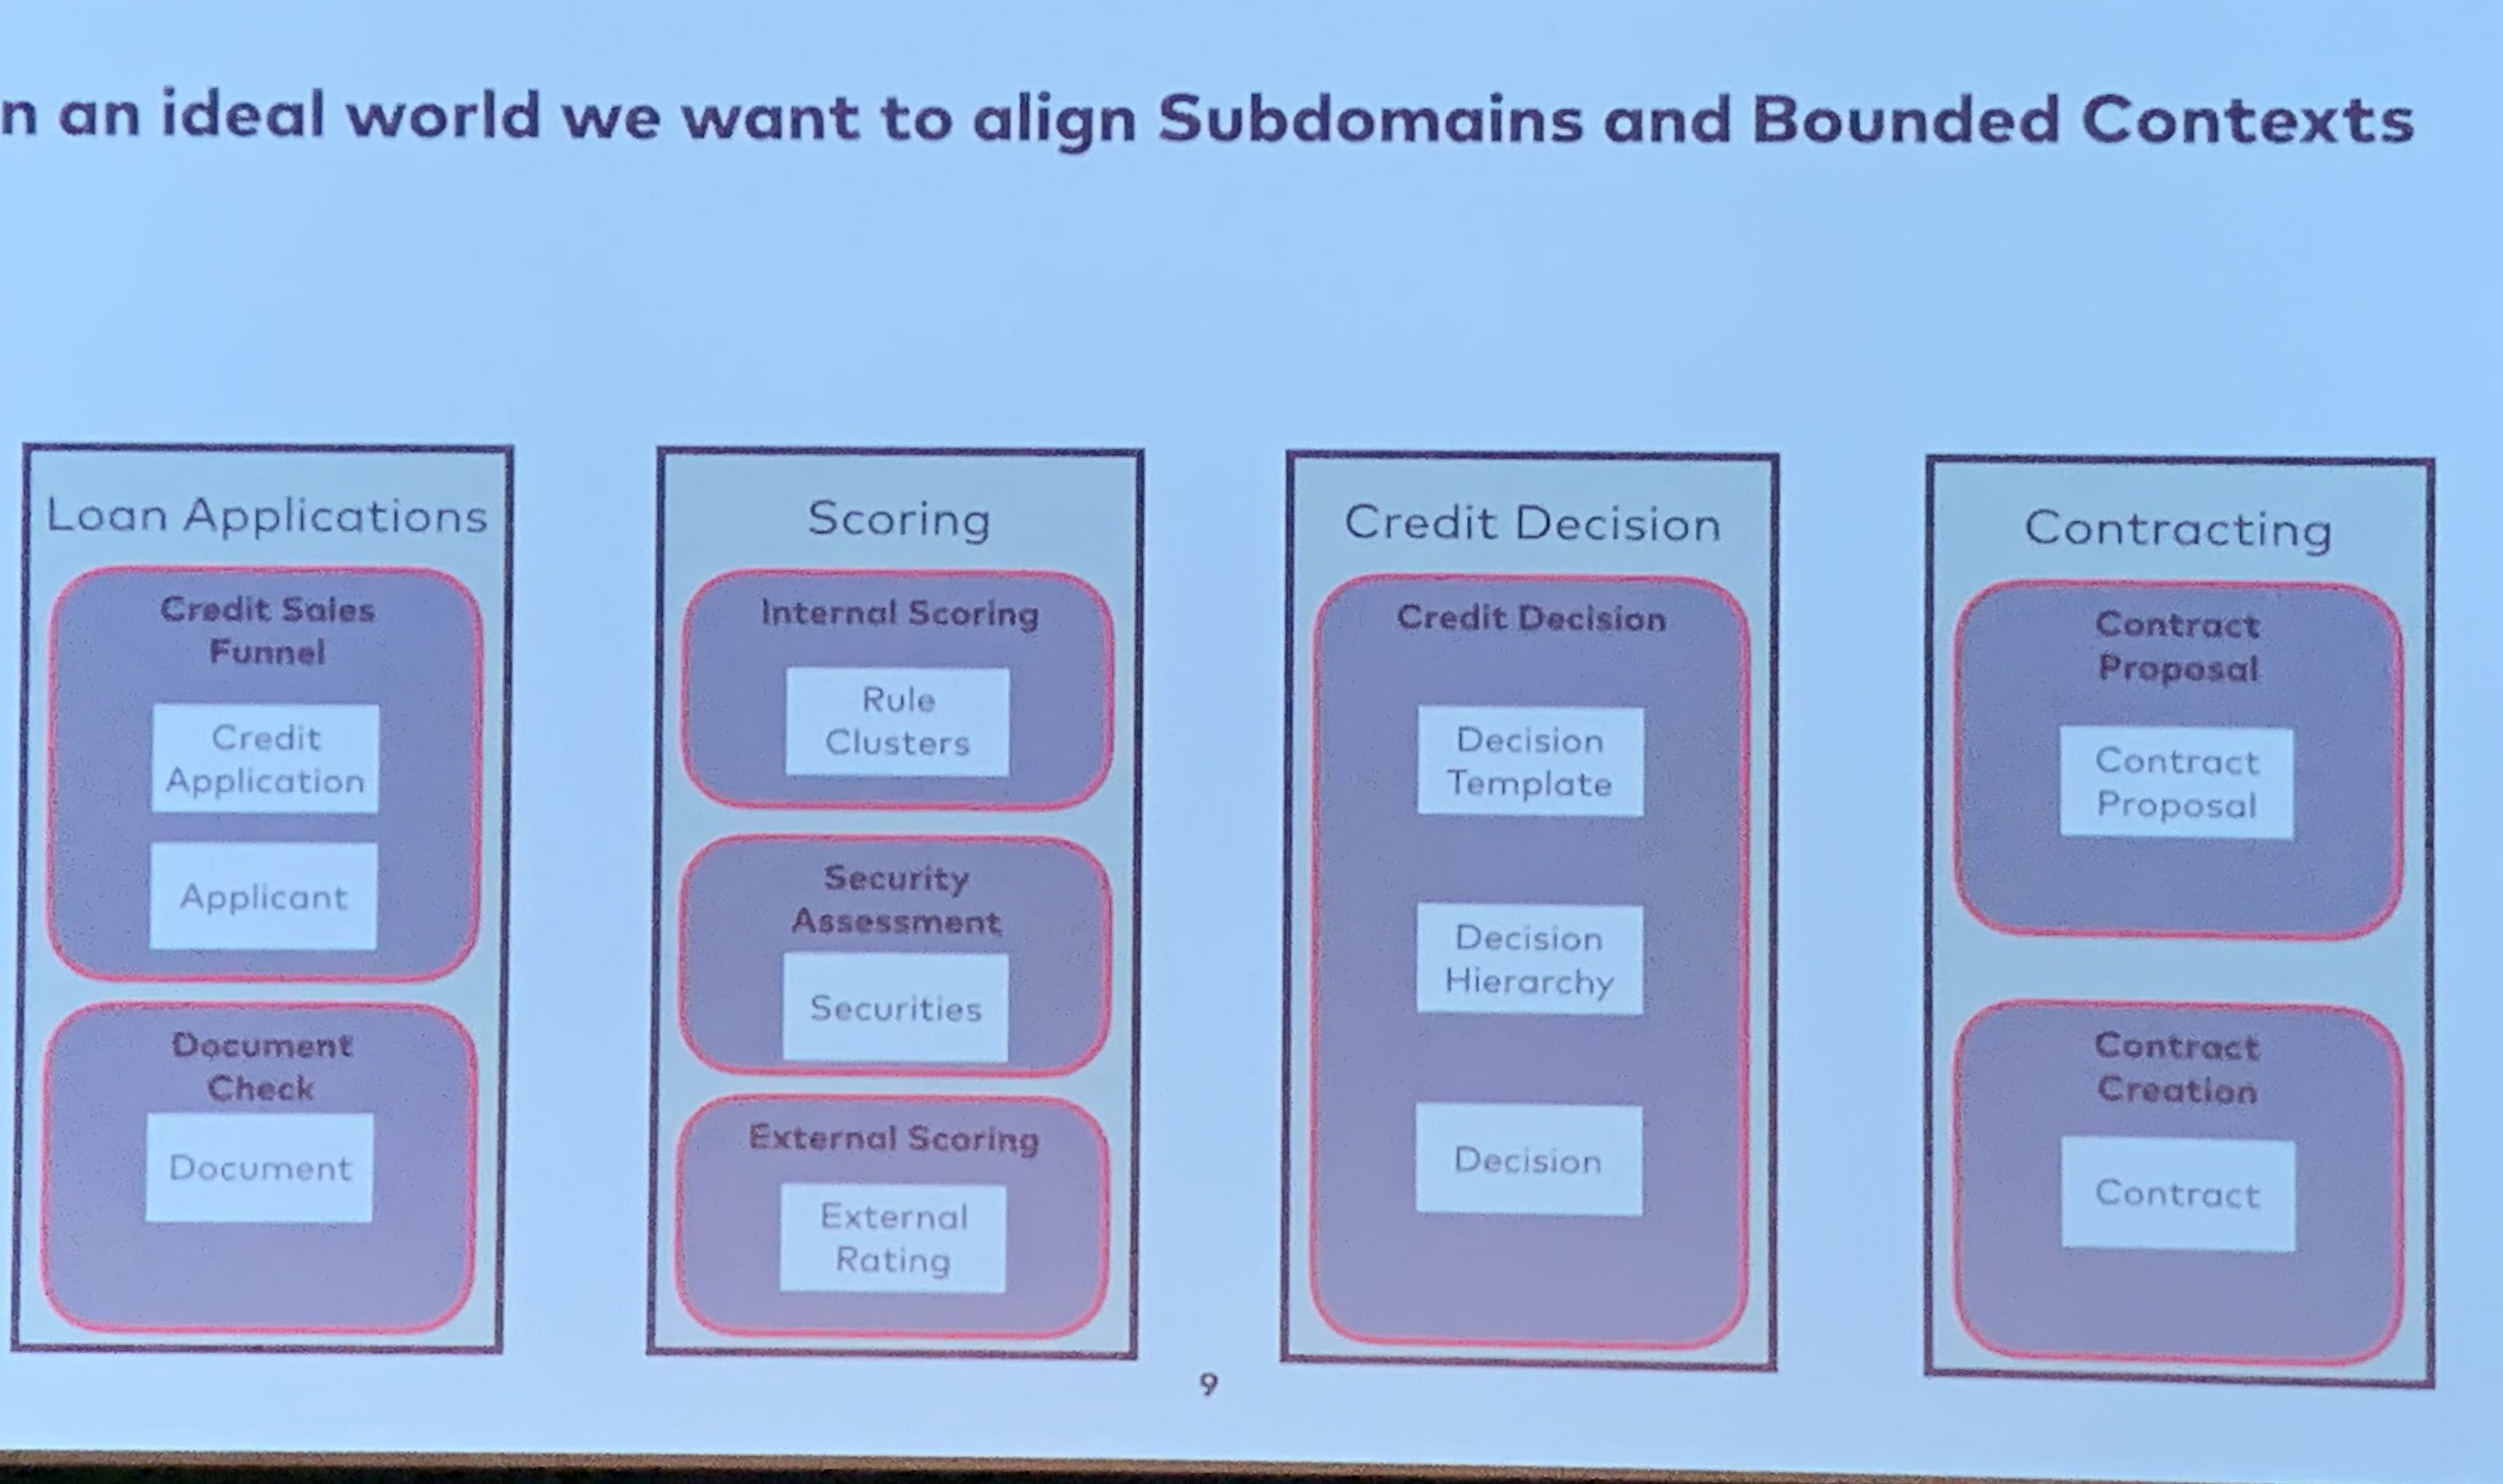 n an ideal world we want to align Subdomains and Bounded Contexts
Loan Applications
Credit Sales
Funnel
Credit
Application
Applicant
Document
Check
Document
Scoring
Internal Scoring
Rule
Clusters
Security
Assessment
Securities
External Scoring
External
Rating
Credit Decision
Credit Decision
Decision
Template
Decision
Hierarchy
Decision
Contracting
Contract
Proposal
Contract
Proposal
Contract
Creation
Contract
9